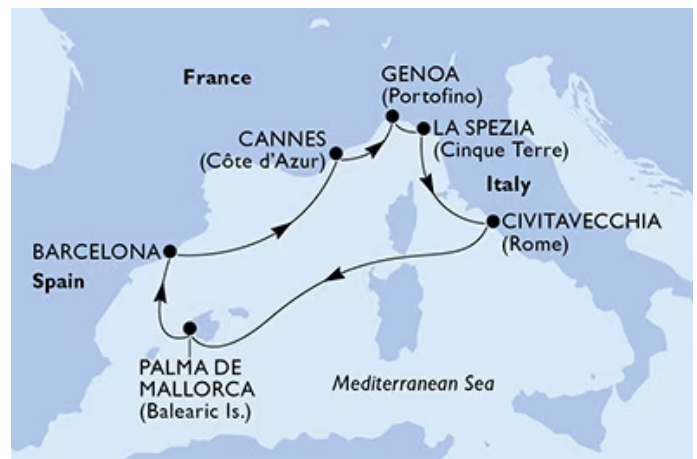 France
GENOA
(Portofino)
CANNES
(Côte d'Azur)
LA SPEZIA
(Cinque Terre)
Italy
CIVITAVECCHIA
(Rome)
BARCELONA
Spain
PALMA DE
MALLORCA
(Balearic Is.)
Mediterranean Sea